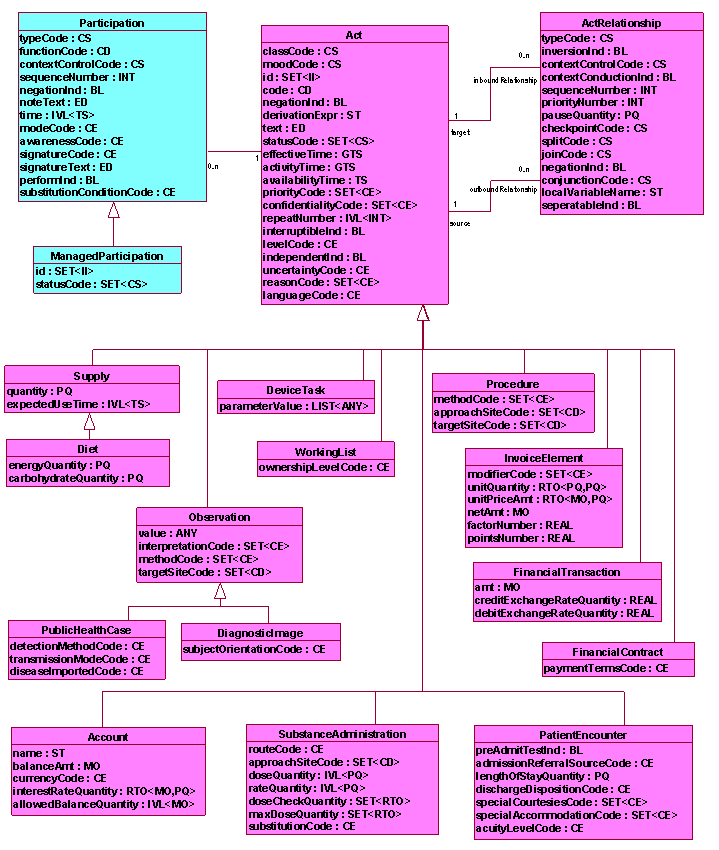 Participation
typeCode : CS
functionCode : CD
contextControlCode : CS
sequenceNumber : INT
negationInd : BL
noteText : ED
time : IVL<TS>
modeCode : CE
awarenessCode : CE
signatureCode : CE
signatureText : ED
performInd : BL
substitutionConditionCode : CE
0..n
1
Act
classCode : CS
moodCode : CS
id : SET<II>
code : CD
negationInd : BL
derivationExpr : ST
text : ED
statusCode : SET<CS>
effectiveTime : GTS
activityTime : GTS
availabilityTime : TS
priorityCode : SET<CE>
confidentialityCode : SET<CE>
repeatNumber : IVL<INT>
interruptibleInd : BL
levelCode : CE
independentInd : BL
uncertaintyCode : CE
reasonCode : SET<CE>
languageCode : CE
0..n
inboundRelationship
1
target
0..n
outboundRelationship
1
source
ActRelationship
typeCode : CS
inversionInd : BL
contextControlCode : CS
contextConductionInd : BL
sequenceNumber : INT
priorityNumber : INT
pauseQuantity : PQ
checkpointCode : CS
splitCode : CS
joinCode : CS
negationInd : BL
conjunctionCode : CS
localVariableName : ST
seperatableInd : BL
ManagedParticipation
id : SET<II>
statusCode : SET<CS>
Supply
quantity : PQ
expectedUseTime : IVL<TS>
DeviceTask
parameterValue : LIST<ANY>
Procedure
methodCode : SET<CE>
approachSiteCode : SET<CD>
targetSiteCode : SET<CD>
Diet
energyQuantity : PQ
carbohydrateQuantity : PQ
WorkingList
ownershipLevelCode : CE
InvoiceElement
modifierCode : SET<CE>
unitQuantity : RTO<PQ,PQ>
unitPriceAmt : RTO<MO,PQ>
netAmt : MO
factorNumber : REAL
pointsNumber : REAL
Observation
value : ANY
interpretationCode : SET<CE>
methodCode : SET<CE>
targetSiteCode : SET<CD>
FinancialTransaction
amt : MO
creditExchangeRateQuantity : REAL
debitExchangeRateQuantity : REAL
PublicHealthCase
detectionMethodCode : CE
transmissionModeCode : CE
diseaseImportedCode : CE
DiagnosticImage
subjectOrientationCode : CE
FinancialContract
paymentTermsCode : CE
Account
name : ST
balanceAmt : MO
currencyCode : CE
interestRateQuantity : RTO<MO,PQ>
allowedBalanceQuantity : IVL<MO>
SubstanceAdministration
routeCode : CE
approachSiteCode : SET<CD>
doseQuantity : IVL<PQ>
rateQuantity : IVL<PQ>
doseCheckQuantity : SET<RTO>
maxDoseQuantity : SET<RTO>
substitutionCode : CE
PatientEncounter
preAdmitTestInd : BL
admissionReferralSourceCode : CE
lengthOfStayQuantity : PQ
dischargeDispositionCode : CE
specialCourtesiesCode : SET<CE>
specialAccommodationCode : SET<CE>
acuityLevelCode : CE